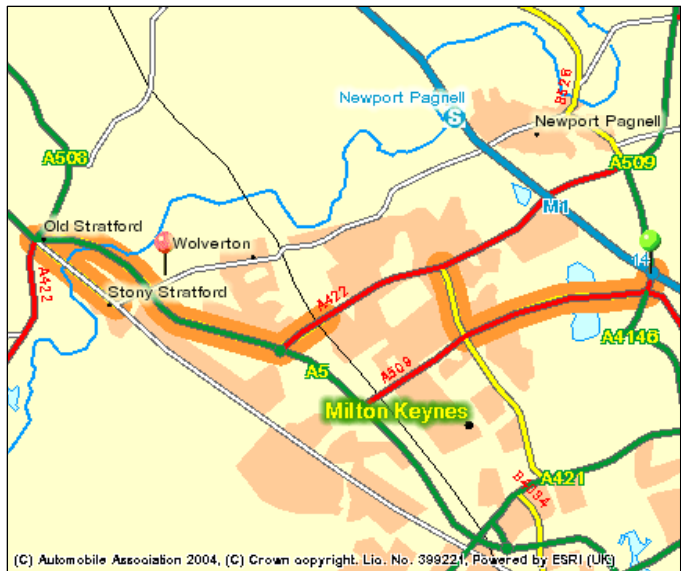 B526
Newport Pagnell
S
Newport Pagnell
A508
A509
M1
Old Stratford
Wolverton
A422
14
Stony Stratford
A422
A4146
A5
A509
Milton Keynes
A421
B4034
(C) Automobile Association 2004, (C) Crown copyright. Lic. No. 399221, Powered by ESRI (UK)